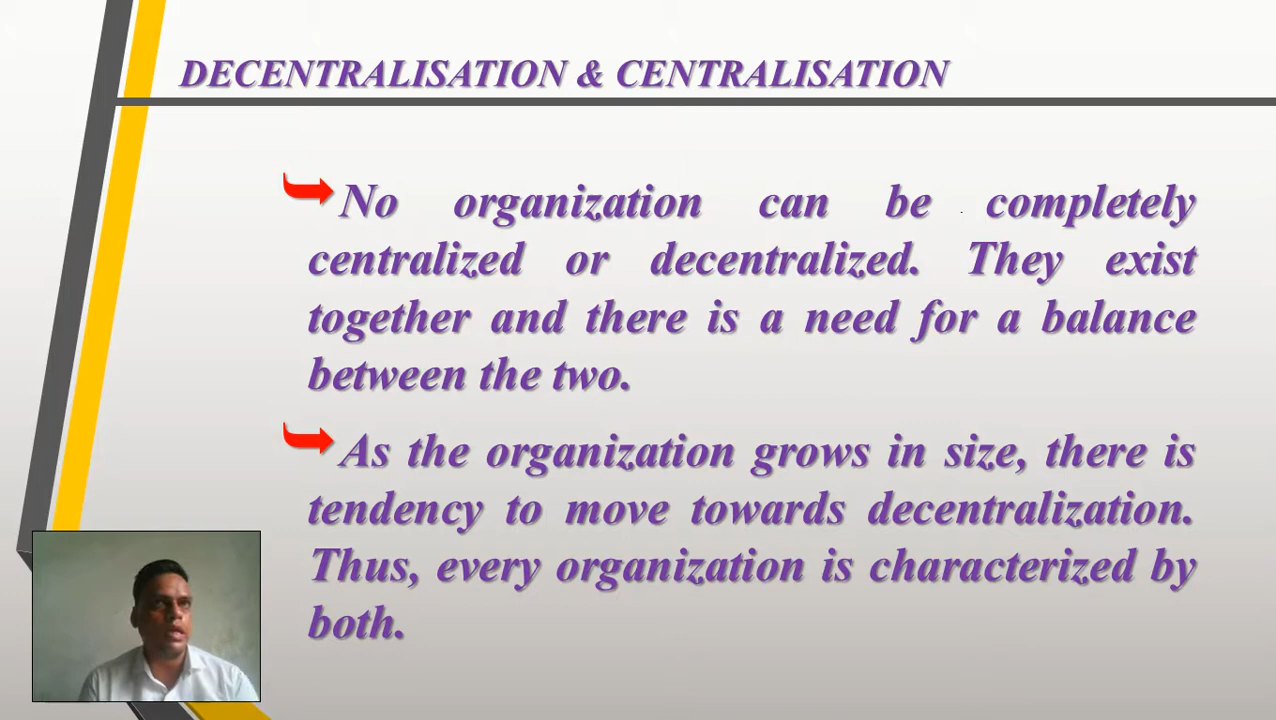 DECENTRALISATION & CENTRALISATION
No organization can be completely
centralized or decentralized. They exist
together and there is a need for a balance
between the two.
As the organization grows in size, there is
tendency to move towards decentralization.
Thus, every organization is characterized by
both.